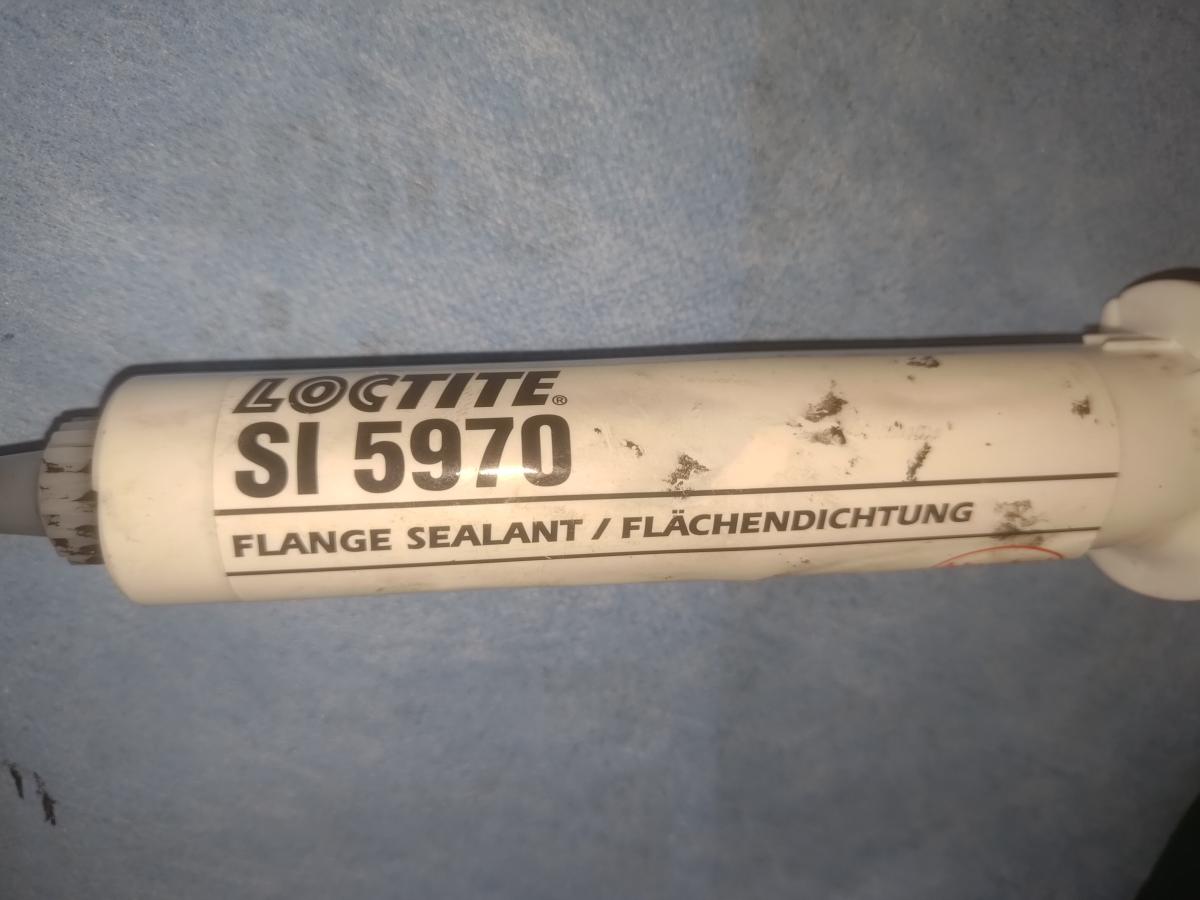 LOCTITE®
SI 5970
FLANGE SEALANT / FLÄCHENDICHTUNG